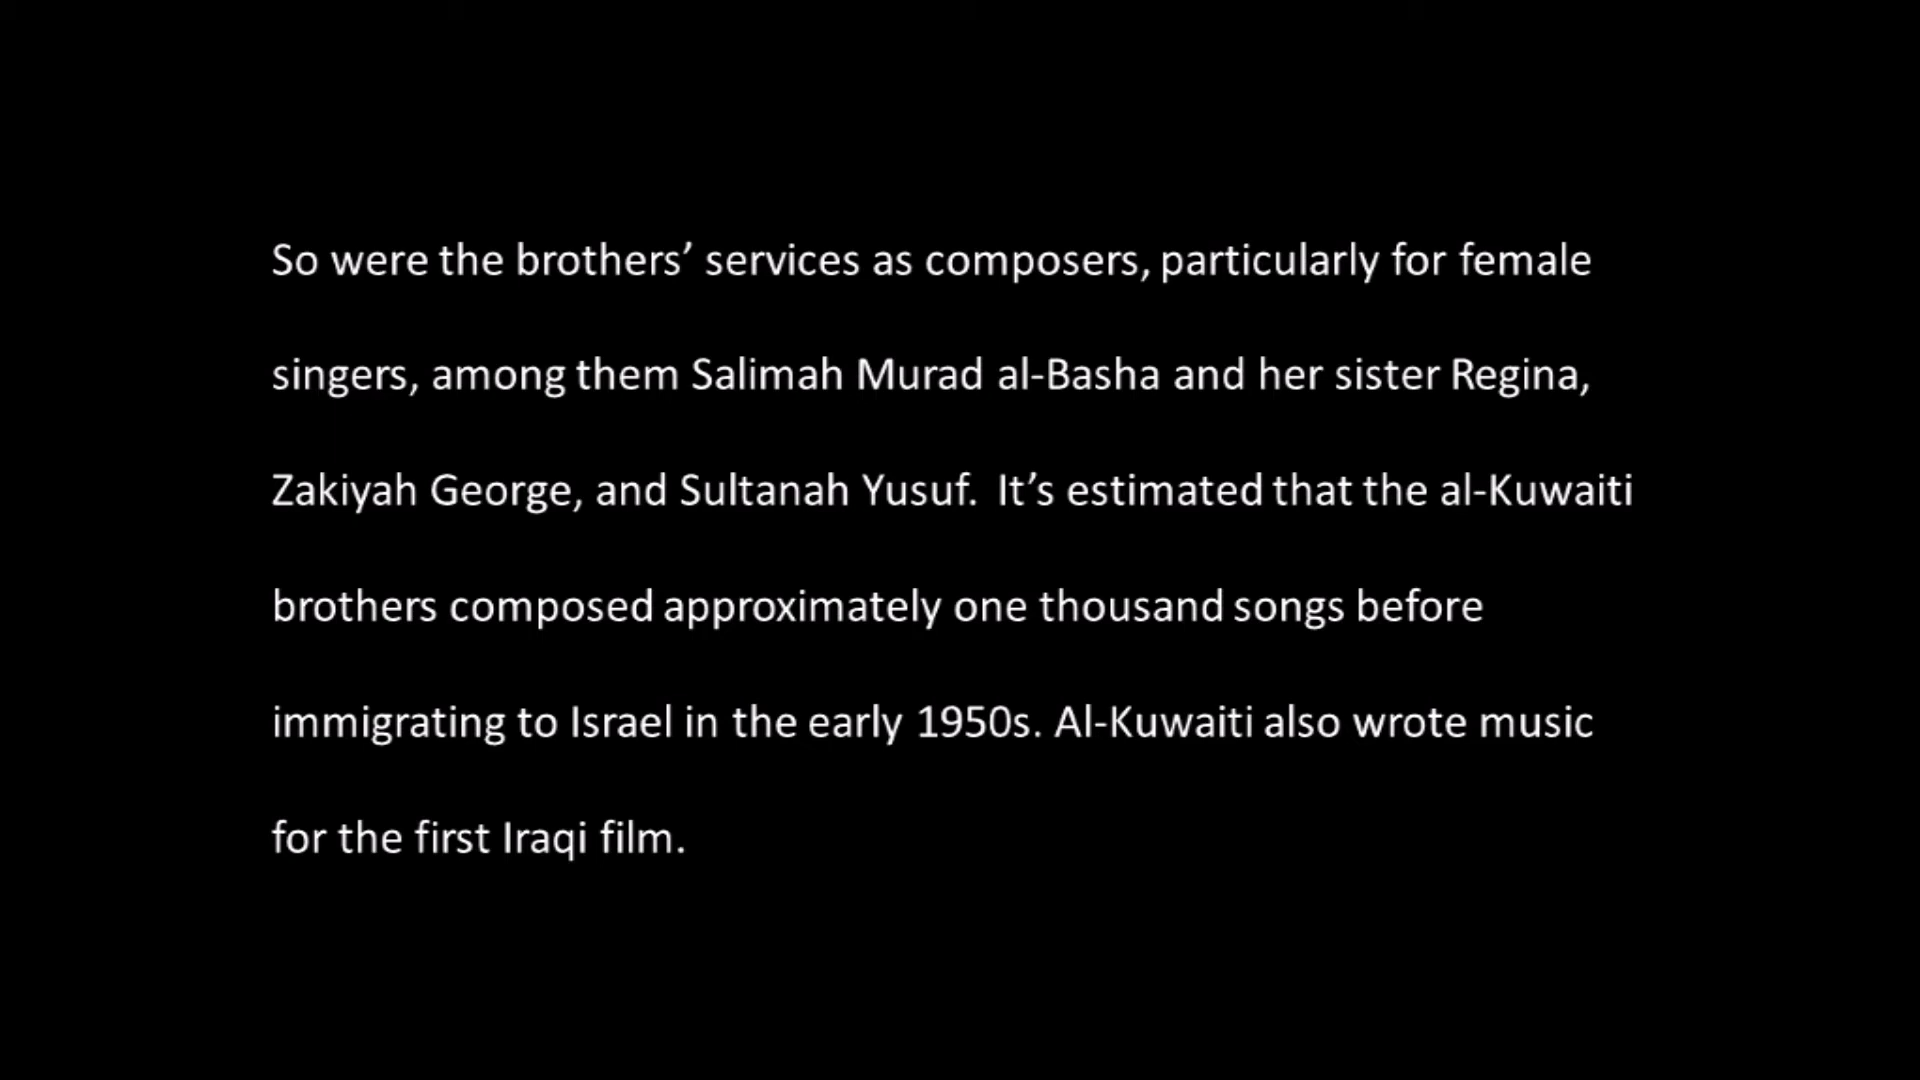 So were the brothers’ services as composers, particularly for female
singers, among them Salimah Murad al-Basha and her sister Regina,
Zakiyah George, and Sultanah Yusuf.  It’s estimated that the al-Kuwaiti
brothers composed approximately one thousand songs before
immigrating to Israel in the early 1950s. Al-Kuwaiti also wrote music
for the first Iraqi film.